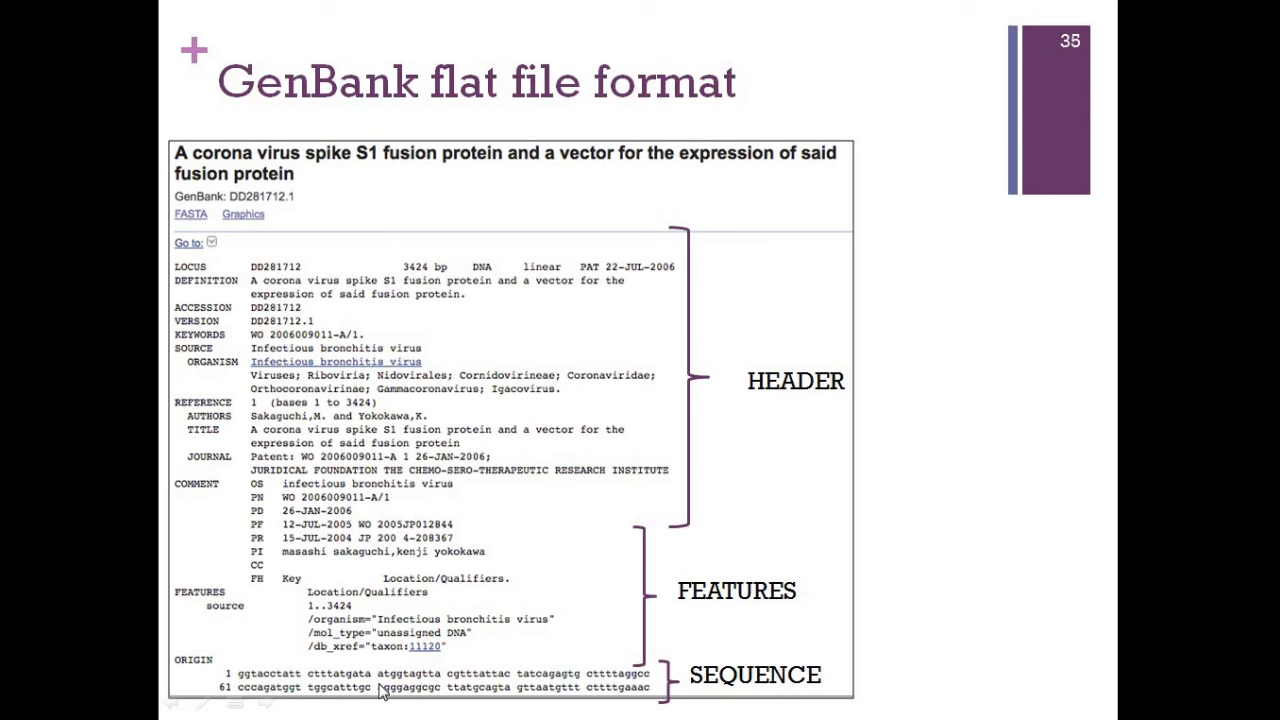 35
+
GenBank flat file format
A corona virus spike S1 fusion protein and a vector for the expression of said
fusion protein
GenBank: DD281712.1
FASTA Graphics
Go to:
LOCUS DD281712 3424 bp DNA linear PAT 22-JUL-2006
DEFINITION A corona virus spike S1 fusion protein and a vector for the
expression of said fusion protein.
ACCESSION DD281712
VERSION DD281712.1
KEYWORDS WO 2006009011-A/1.
SOURCE Infectious bronchitis virus
ORGANISM Infectious bronchitis virus
Viruses; Riboviria; Nidovirales; Cornidovirineae; Coronaviridae;
Orthocoronavirinae; Gammacoronavirus; Igacovirus.
HEADER
REFERENCE 1 (bases 1 to 3424)
AUTHORS Sakaguchi,M. and Yokokawa,K.
TITLE A corona virus spike S1 fusion protein and a vector for the
expression of said fusion protein
JOURNAL Patent: WO 2006009011-A 1 26-JAN-2006;
JURIDICAL FOUNDATION THE CHEMO-SERO-THERAPEUTIC RESEARCH INSTITUTE
COMMENT OS infectious bronchitis virus
PN WO 2006009011-A/1
PD 26-JAN-2006
PF 12-JUL-2005 WO 2005JP012844
PR 15-JUL-2004 JP 200 4-208367
PI masashi sakaguchi,kenji yokokawa
CC
FH Key Location/Qualifiers.
FEATURES Location/Qualifiers
FEATURES
source 1..3424
/organism="Infectious bronchitis virus"
/mol_type="unassigned DNA"
/db_xref="taxon:11120"
ORIGIN
1 ggtacctatt ctttatgata atggtagtta cgtttattac tatcagagtg cttttaggcc
SEQUENCE
61 cccagatggt tggcatttgc gggaggcgc ttatgcagta gttaatgttt cttttgaaac